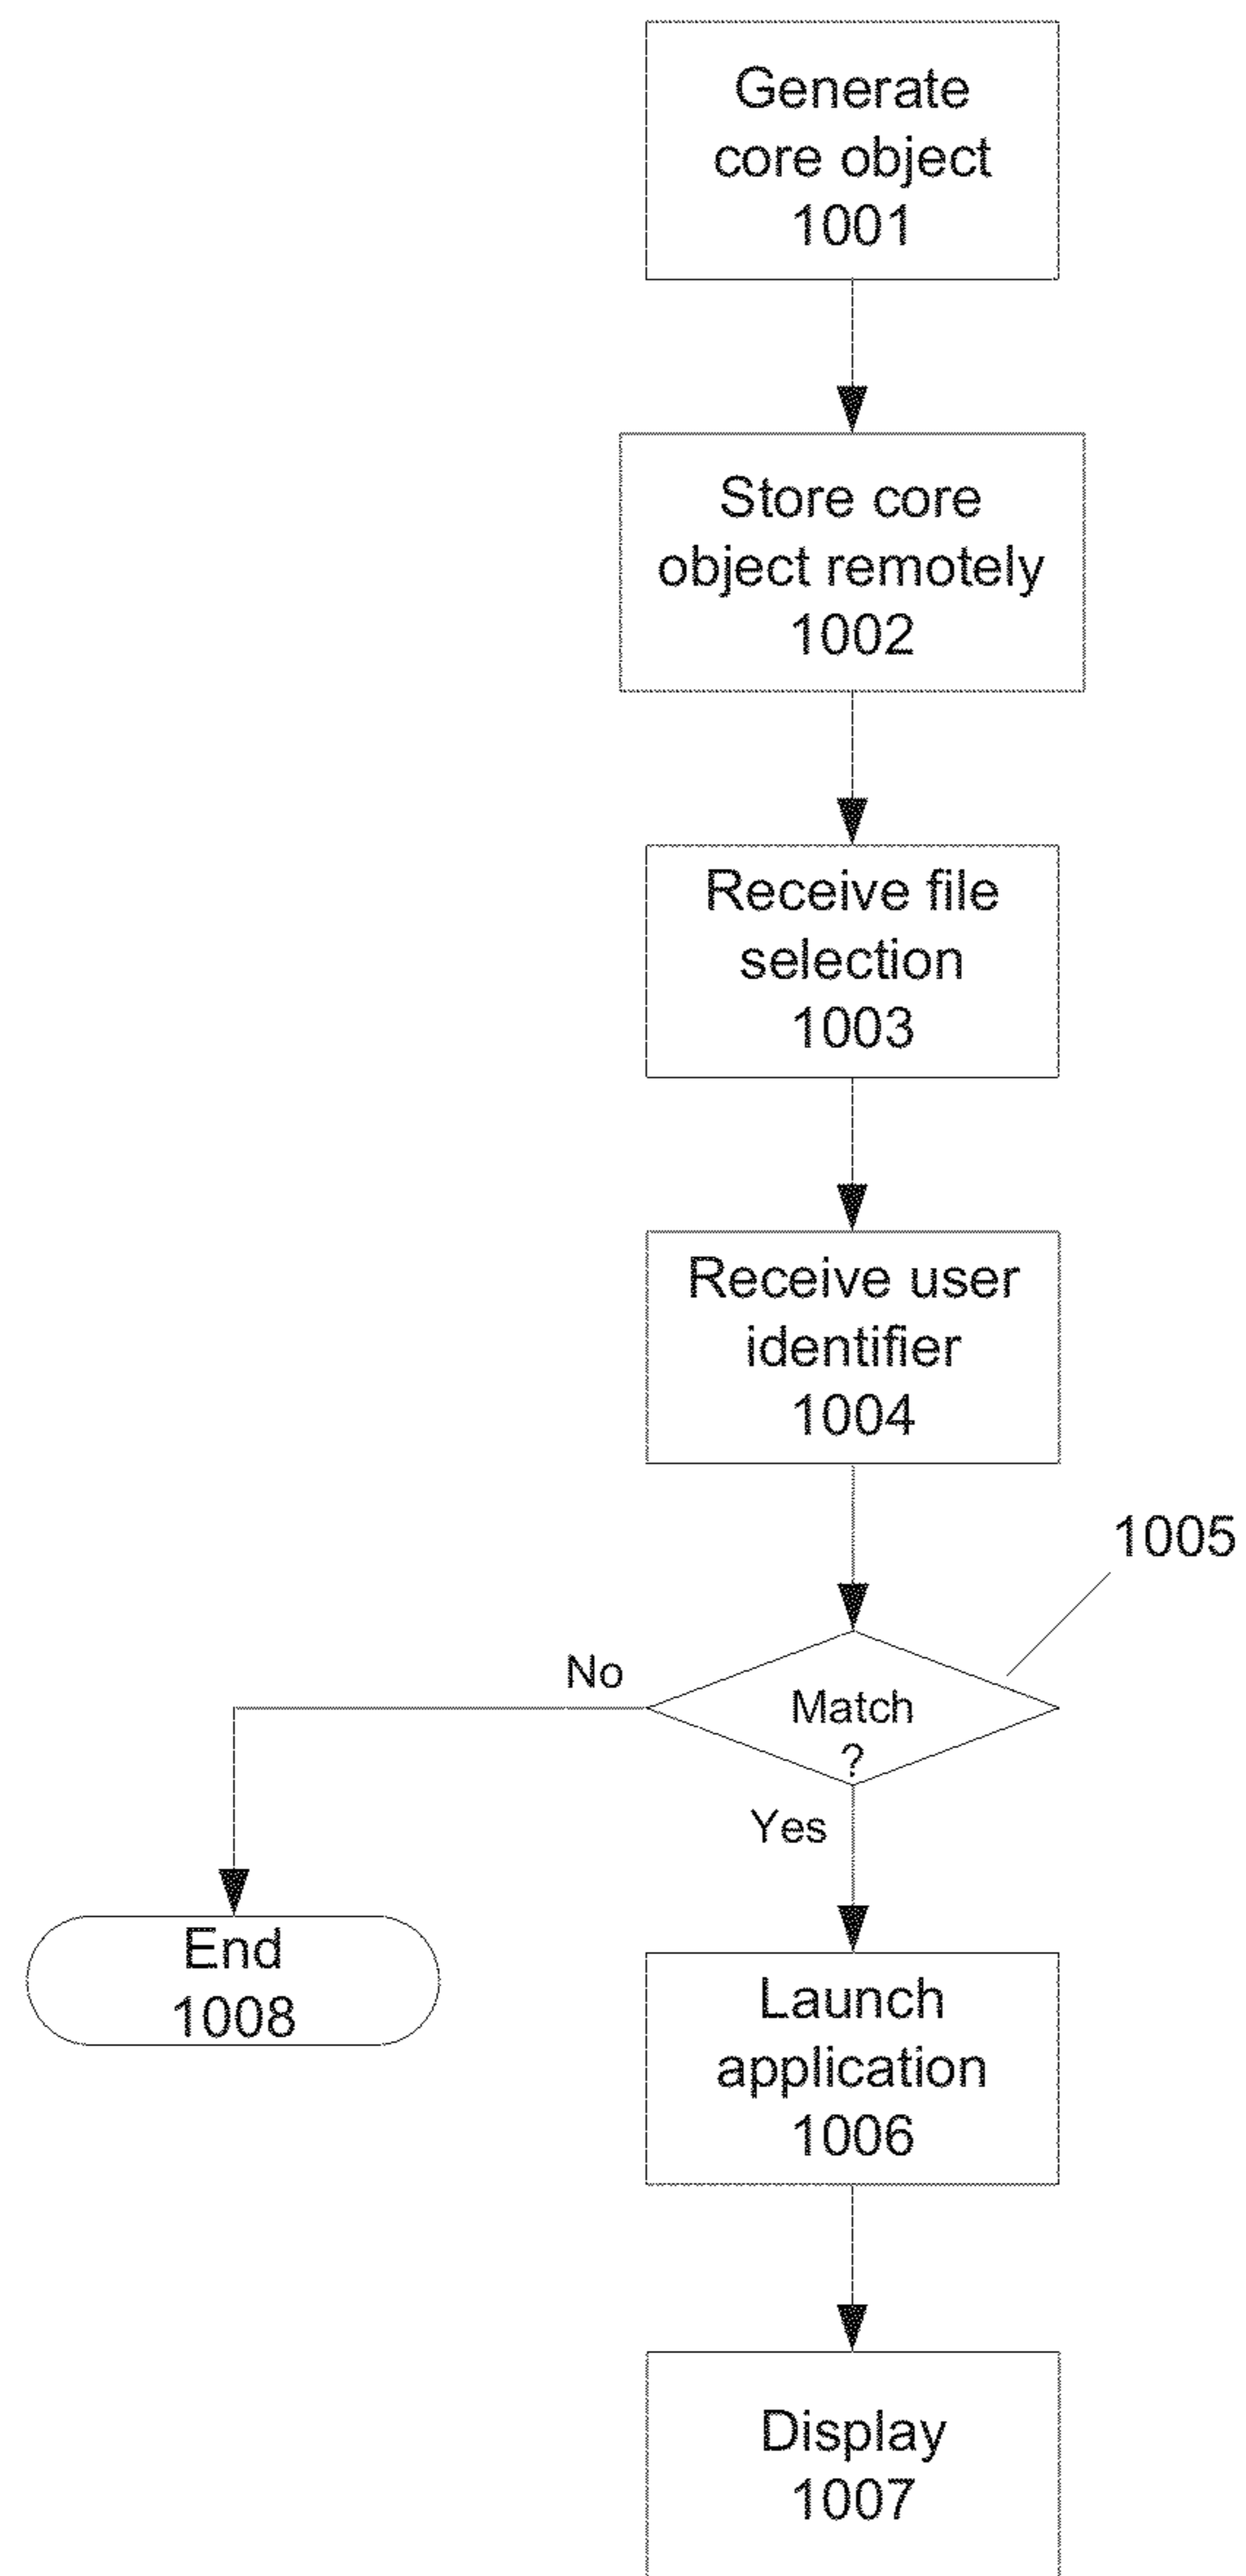 Generate
core object
1001
Store core
object remotely
1002
Receive file
selection
1003
Receive user
identifier
1004
1005
No
Match
?
Yes
End
1008
Launch
application
1006
Display
1007